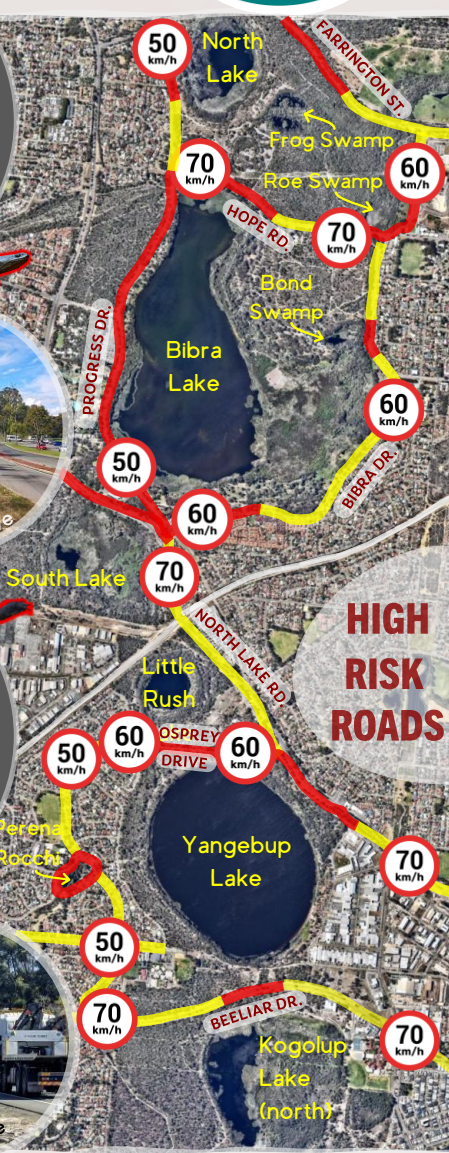 50
km/h
North
Lake
FARRINGTON ST.
Frog Swamp
60
km/h
70
km/h
Roe Swamp
HOPE RD.
70
km/h
Bond
Swamp
PROGRESS DR.
Bibra
Lake
60
km/h
50
km/h
BIBRA DR.
60
km/h
e
South Lake
70
km/h
NORTH LAKE RD
HIGH
RISK
ROADS
Little
Rush
50
km/h
60
km/h
OSPREY
DRIVE
60
km/h
Perena
Rocchi
Yangebup
Lake
70
km/h
50
km/h
70
km/h
BEELIAR DR.
Kogolup
Lake
(north)
70
km/h
e